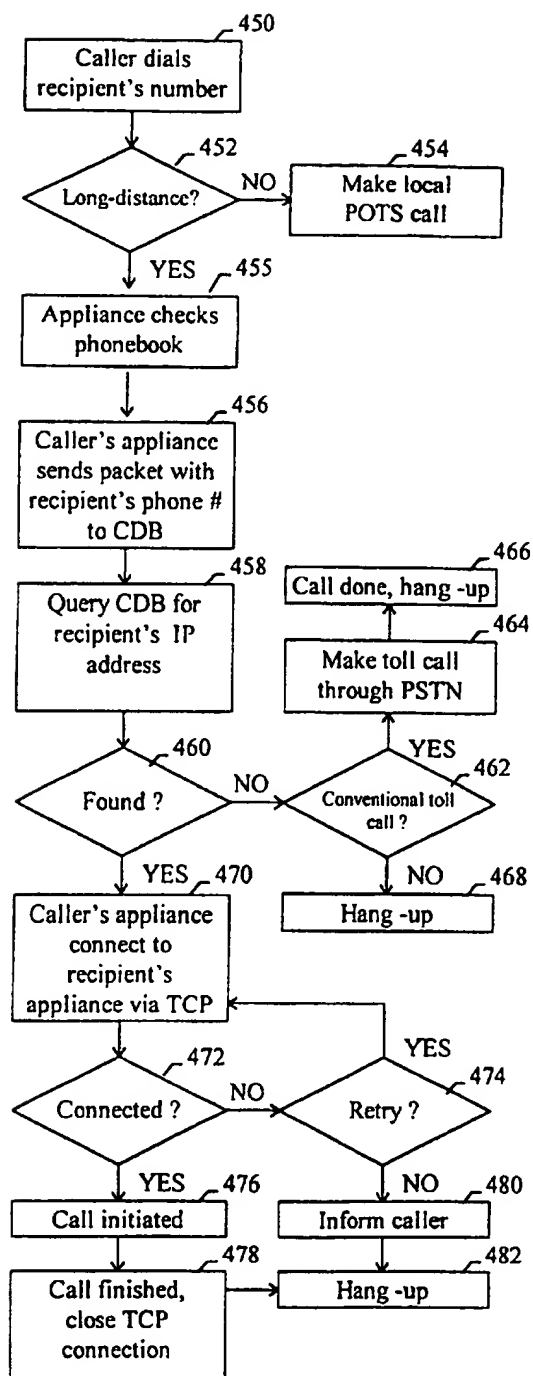 450
Caller dials
recipient's number
452
Long-distance?
NO
454
Make local
POTS call
YES
455
Appliance checks
phonebook
456
Caller's appliance
sends packet with
recipient's phone #
to CDB
458
Query CDB for
recipient's IP
address
466
Call done, hang -up
464
Make toll call
through PSTN
460
Found ?
NO
YES
462
Conventional toll
call ?
YES
470
NO
468
Hang -up
Caller's appliance
connect to
recipient's
appliance via TCP
472
Connected ?
NO
YES
474
Retry ?
YES
476
Call initiated
NO
480
Inform caller
478
Call finished,
close TCP
connection
482
Hang -up